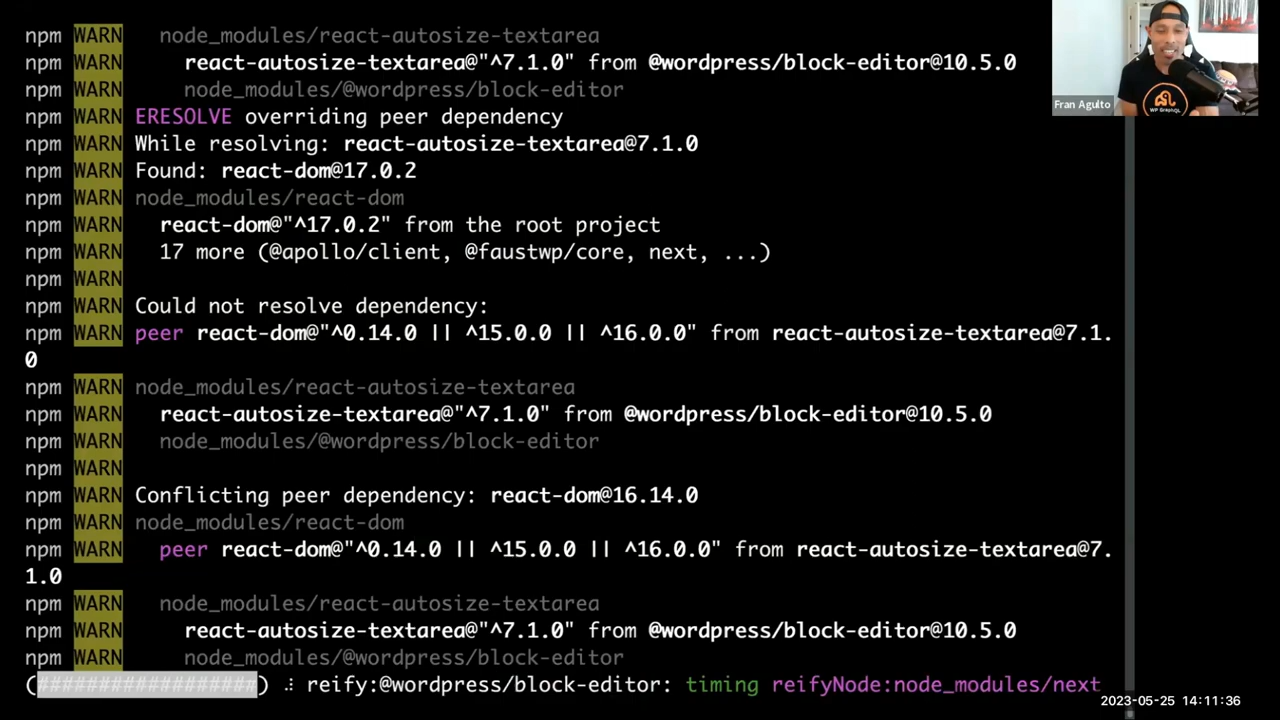 npm WARN   node_modules/react-autosize-textarea
npm WARN     react-autosize-textarea@"^7.1.0" from @wordpress/block-editor@10.5.0
npm WARN     node_modules/@wordpress/block-editor
npm WARN ERESOLVE overriding peer dependency
npm WARN While resolving: react-autosize-textarea@7.1.0
npm WARN Found: react-dom@17.0.2
npm WARN node_modules/react-dom
npm WARN   react-dom@"^17.0.2" from the root project
npm WARN   17 more (@apollo/client, @faustwp/core, next, ...)
npm WARN
npm WARN Could not resolve dependency:
npm WARN peer react-dom@"^0.14.0 || ^15.0.0 || ^16.0.0" from react-autosize-textarea@7.1.
0
npm WARN node_modules/react-autosize-textarea
npm WARN   react-autosize-textarea@"^7.1.0" from @wordpress/block-editor@10.5.0
npm WARN   node_modules/@wordpress/block-editor
npm WARN
npm WARN Conflicting peer dependency: react-dom@16.14.0
npm WARN node_modules/react-dom
npm WARN   peer react-dom@"^0.14.0 || ^15.0.0 || ^16.0.0" from react-autosize-textarea@7.
1.0
npm WARN   node_modules/react-autosize-textarea
npm WARN     react-autosize-textarea@"^7.1.0" from @wordpress/block-editor@10.5.0
npm WARN     node_modules/@wordpress/block-editor
(##################) ⠼ reify:@wordpress/block-editor: timing reifyNode:node_modules/next
Fran Agulto
WP GraphQL
2023-05-25 14:11:36